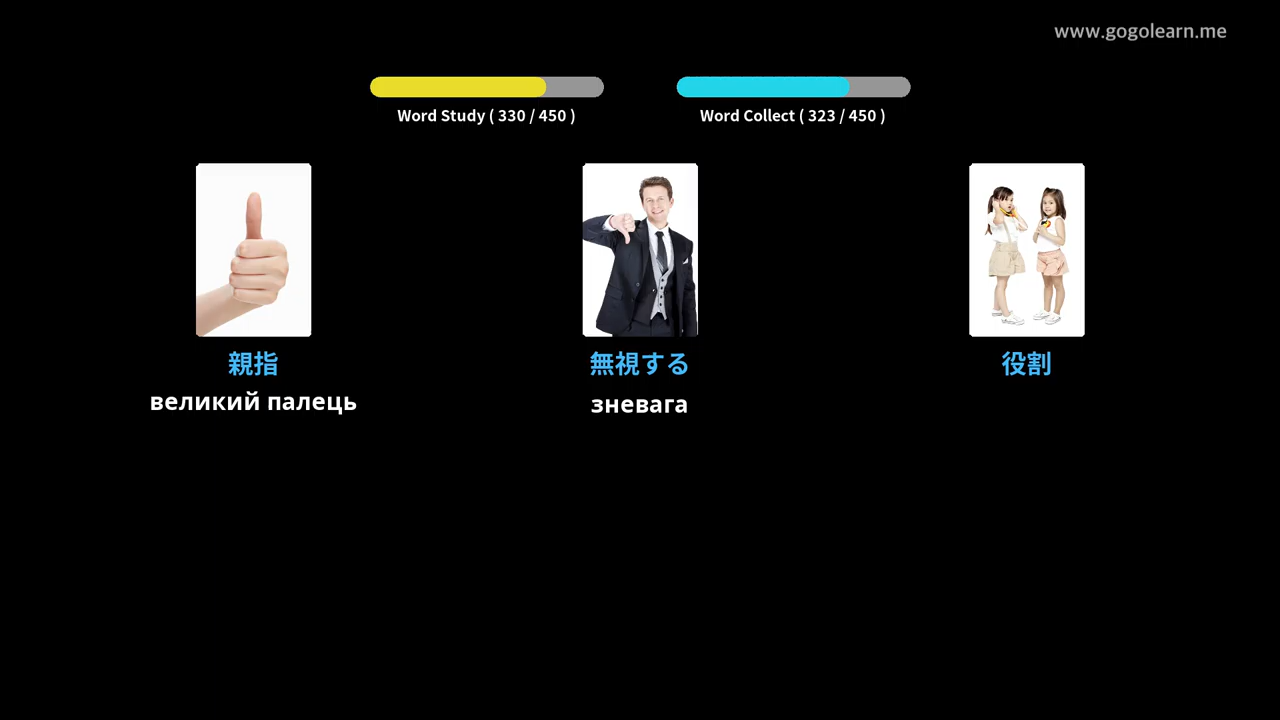 www.gogolearn.me
Word Study ( 330 / 450 )
Word Collect ( 323 / 450 )
親指
無視する
役割
великий палець
зневага